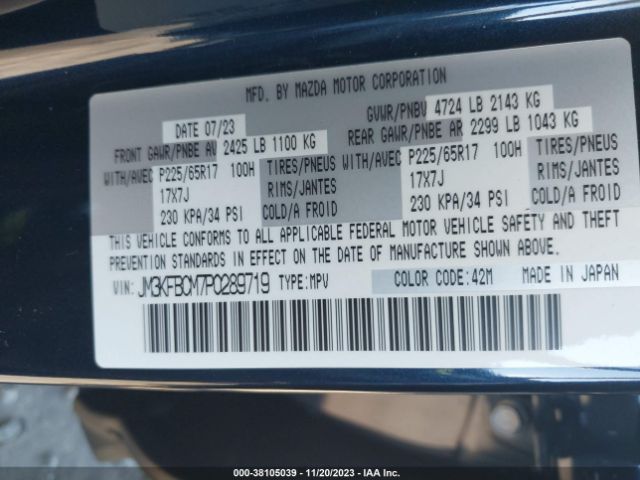 MFD. BY MAZDA MOTOR CORPORATION
DATE 07/23
GVWR/PNBV 4724 LB 2143 KG
FRONT GAWR/PNBE AV 2425 LB 1100 KG
REAR GAWR/PNBE AR 2299 LB 1043 KG
WITH/AVEC P225/65R17 100H TIRES/PNEUS WITH/AVEC P225/65R17 100H TIRES/PNEUS
17X7J RIMS/JANTES 17X7J RIMS/JANTES
230 KPA/34 PSI COLD/A FROID 230 KPA/34 PSI COLD/A FROID
THIS VEHICLE CONFORMS TO ALL APPLICABLE FEDERAL MOTOR VEHICLE SAFETY AND THEFT
PREVENTION STANDARDS IN EFFECT ON THE DATE OF MANUFACTURE SHOWN ABOVE.
VIN: JM3KFBCM7P0289719 TYPE:MPV COLOR CODE:42M MADE IN JAPAN
000-38105039 - 11/20/2023 - IAA Inc.